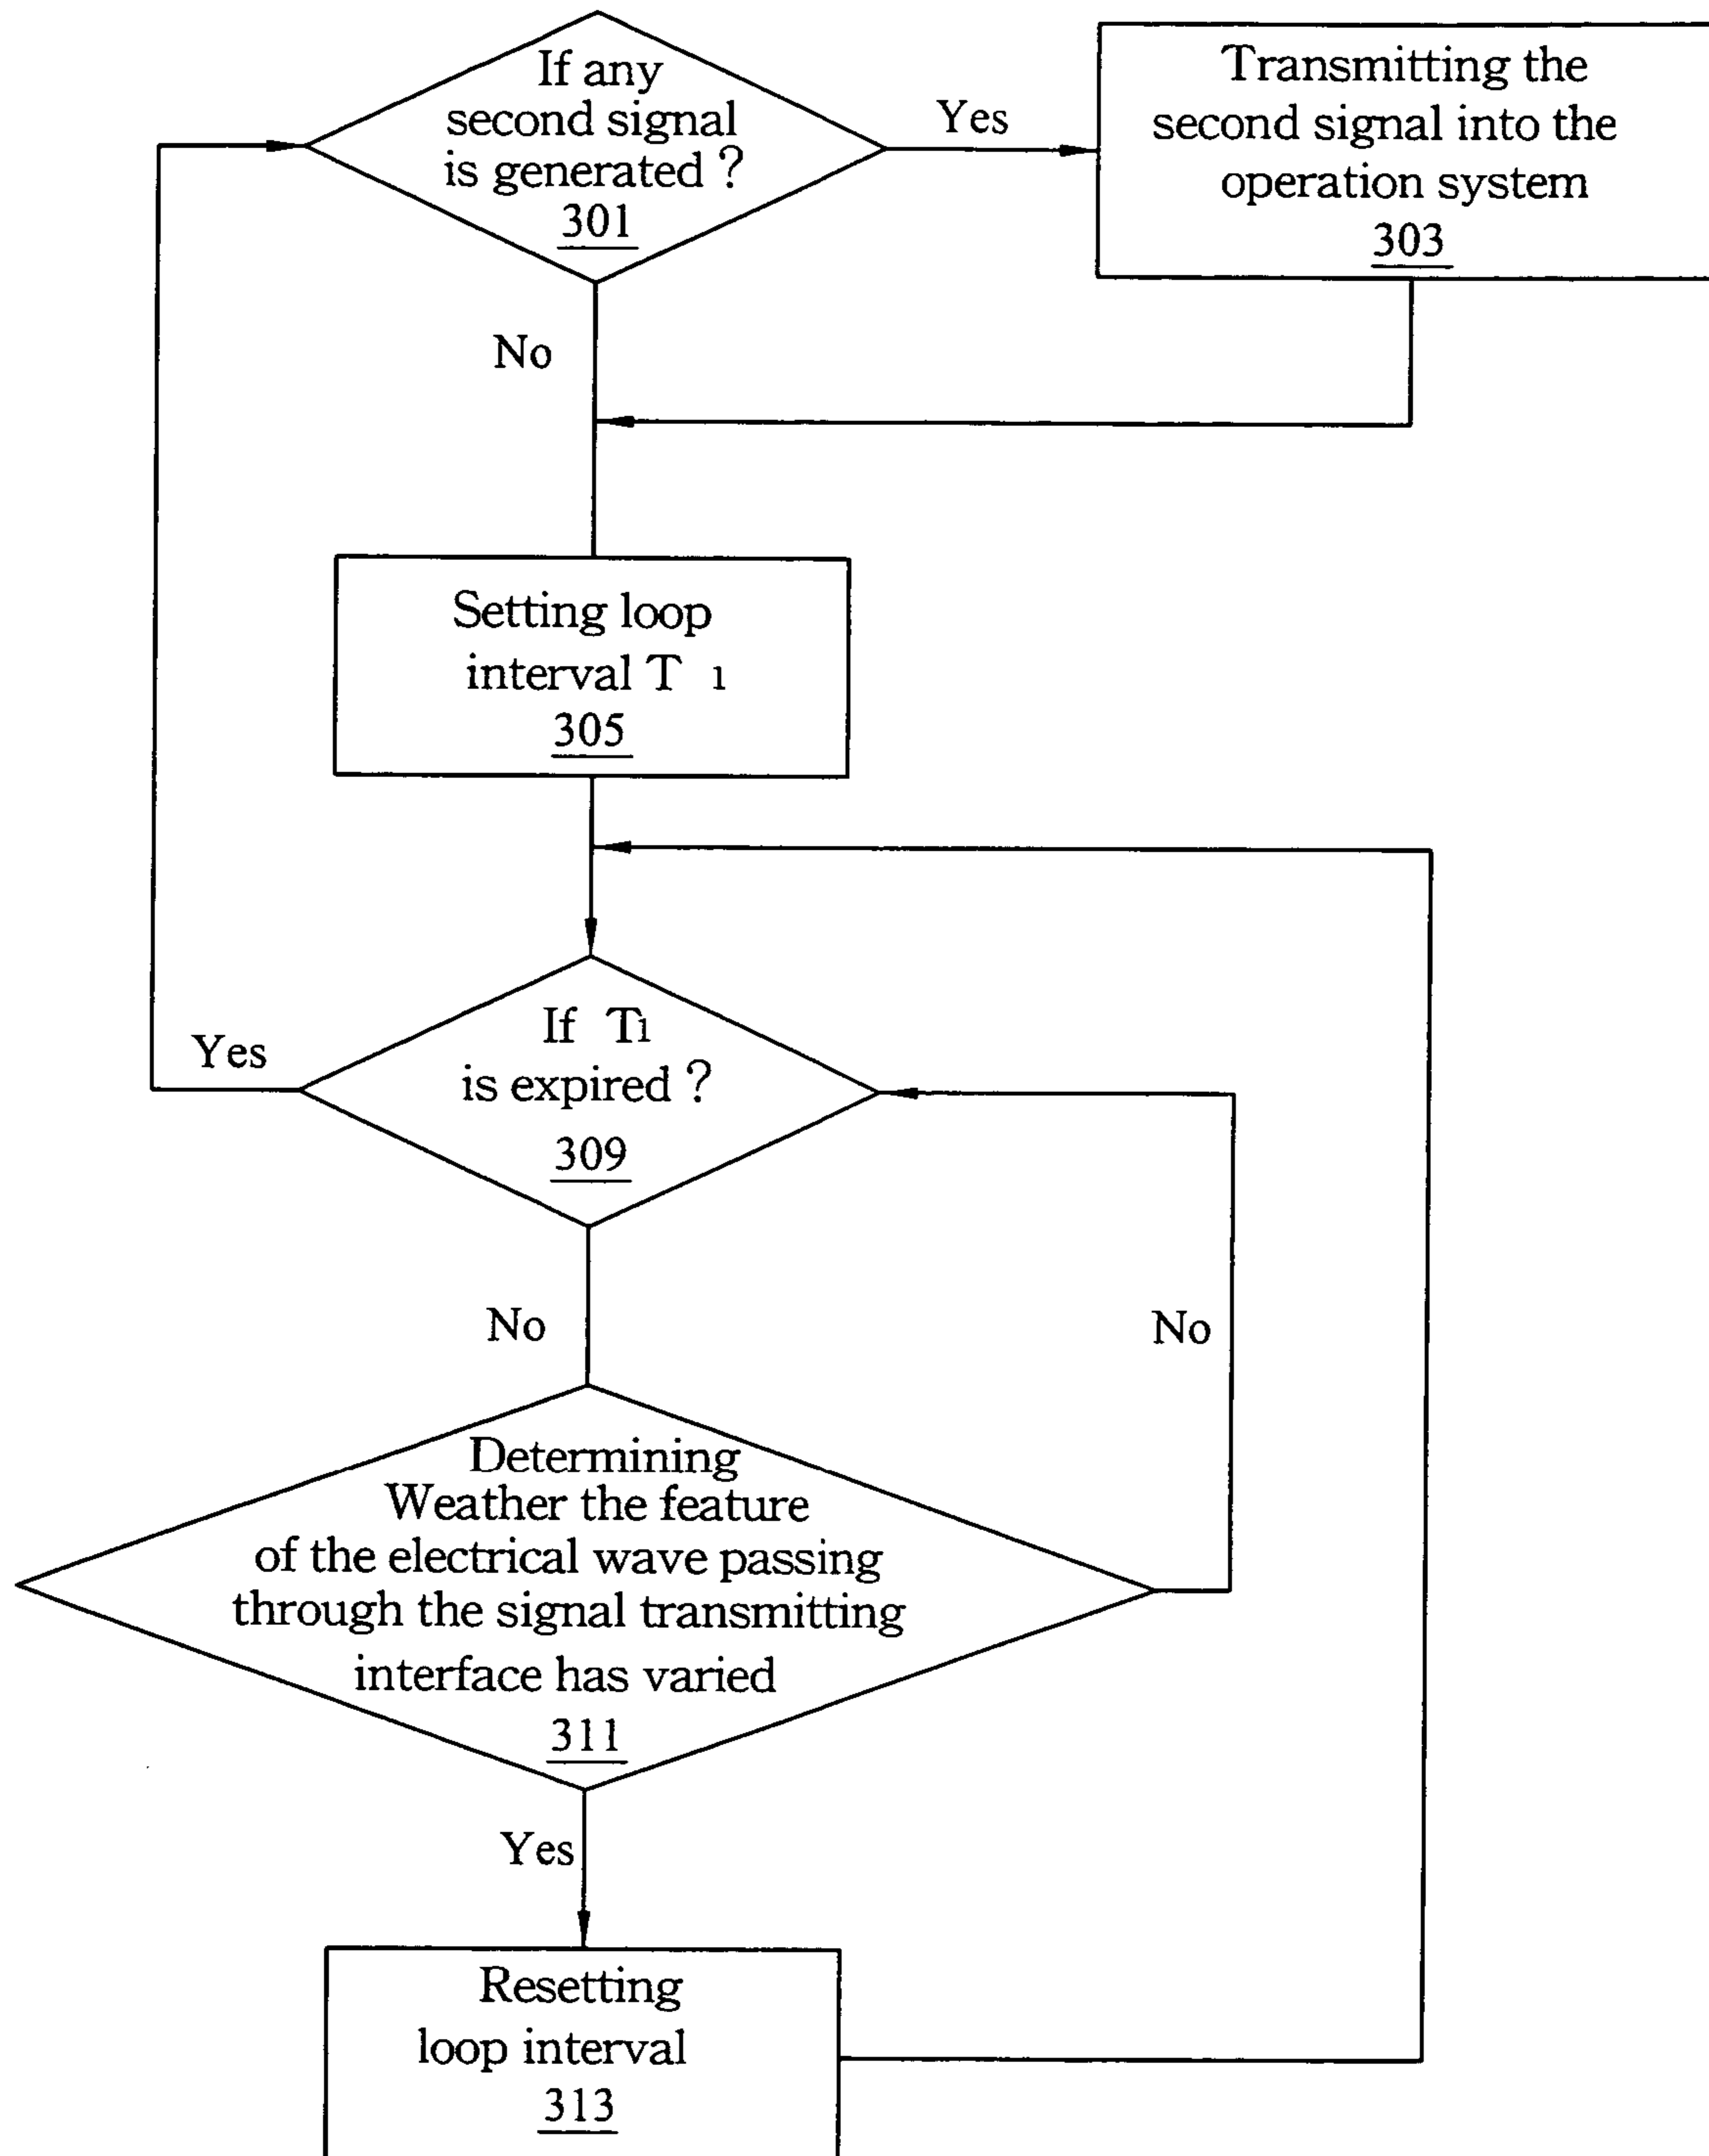 If any
second signal
is generated ?
301
Yes
Transmitting the
second signal into the
operation system
303
No
Setting loop
interval T 1
305
If T1
is expired ?
309
Yes
No
No
Determining
Weather the feature
of the electrical wave passing
through the signal transmitting
interface has varied
311
Yes
Resetting
loop interval
313